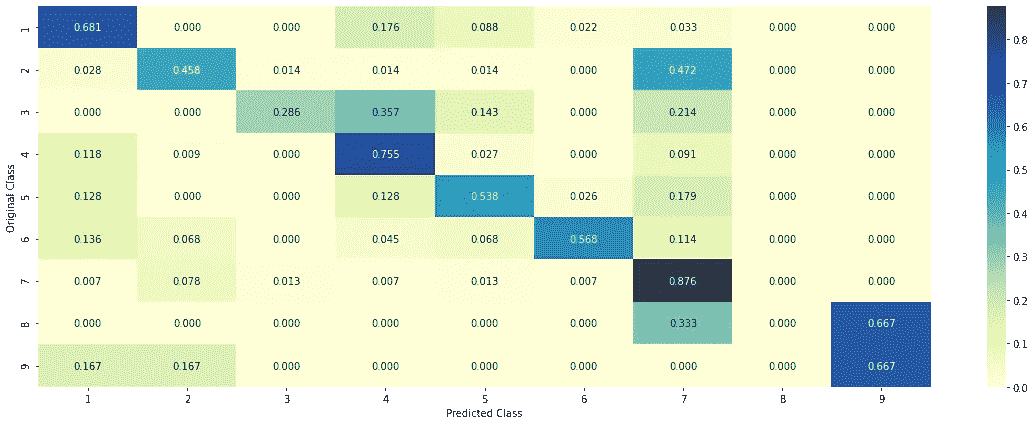 1 0.681 0.000 0.000 0.176 0.088 0.022 0.033 0.000 0.000
2 0.028 0.458 0.014 0.014 0.014 0.000 0.472 0.000 0.000
3 0.000 0.000 0.286 0.357 0.143 0.000 0.214 0.000 0.000
4 0.118 0.009 0.000 0.755 0.027 0.000 0.091 0.000 0.000
5 0.128 0.000 0.000 0.128 0.538 0.026 0.179 0.000 0.000
6 0.136 0.068 0.000 0.045 0.068 0.568 0.114 0.000 0.000
7 0.007 0.078 0.013 0.007 0.013 0.007 0.876 0.000 0.000
8 0.000 0.000 0.000 0.000 0.000 0.000 0.333 0.000 0.667
9 0.167 0.167 0.000 0.000 0.000 0.000 0.000 0.000 0.667
1 2 3 4 5 6 7 8 9
Original Class
Predicted Class
0.8
0.7
0.6
0.5
0.4
0.3
0.2
0.1
0.0